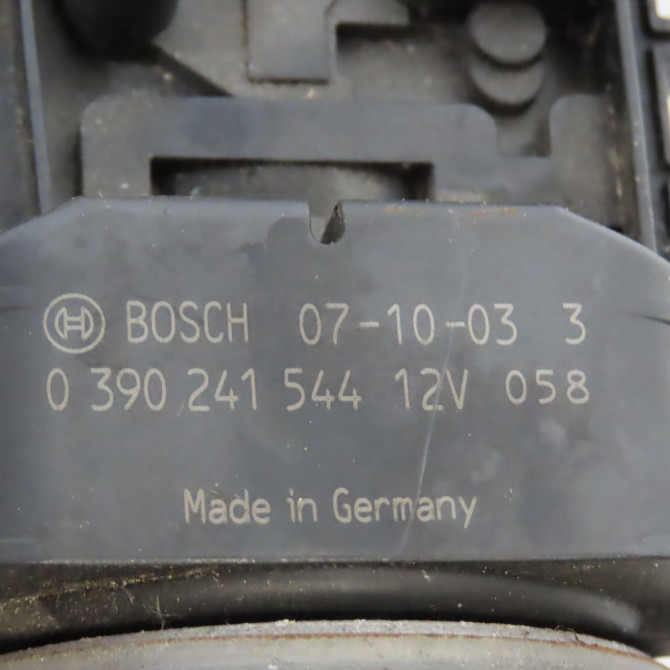 BOSCH 07-10-03 3
0 390 241 544 12V 058
Made in Germany